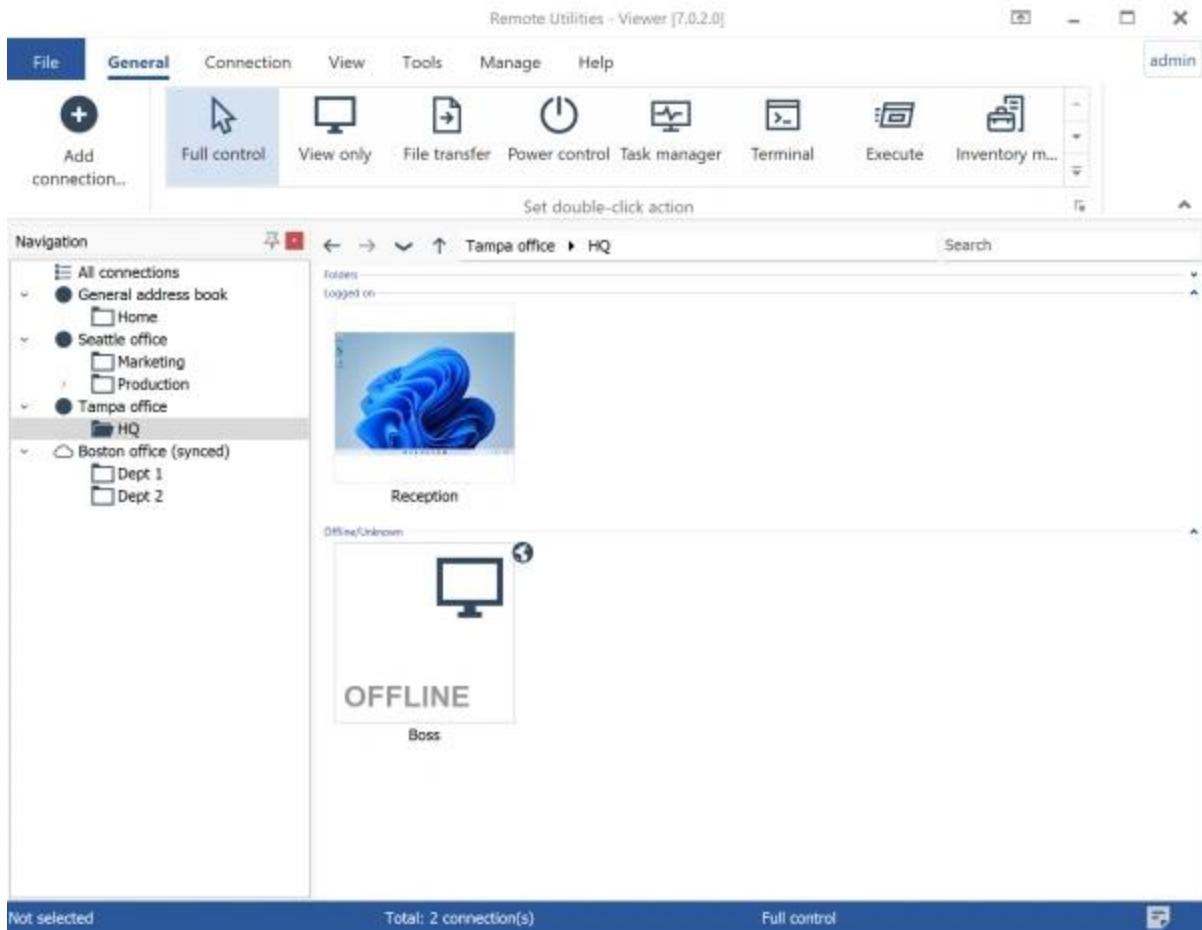 Remote Utilities - Viewer [7.0.2.0]
File General Connection View Tools Manage Help admin
Add connection...
Full control
View only
File transfer
Power control
Task manager
Terminal
Execute
Inventory m...
Set double-click action
Navigation
Tampa office HQ
Search
All connections
General address book
Home
Seattle office
Marketing
Production
Tampa office
HQ
Boston office (synced)
Dept 1
Dept 2
Folders
Logged on
Reception
Offline/Unknown
OFFLINE
Boss
Not selected Total: 2 connection(s) Full control